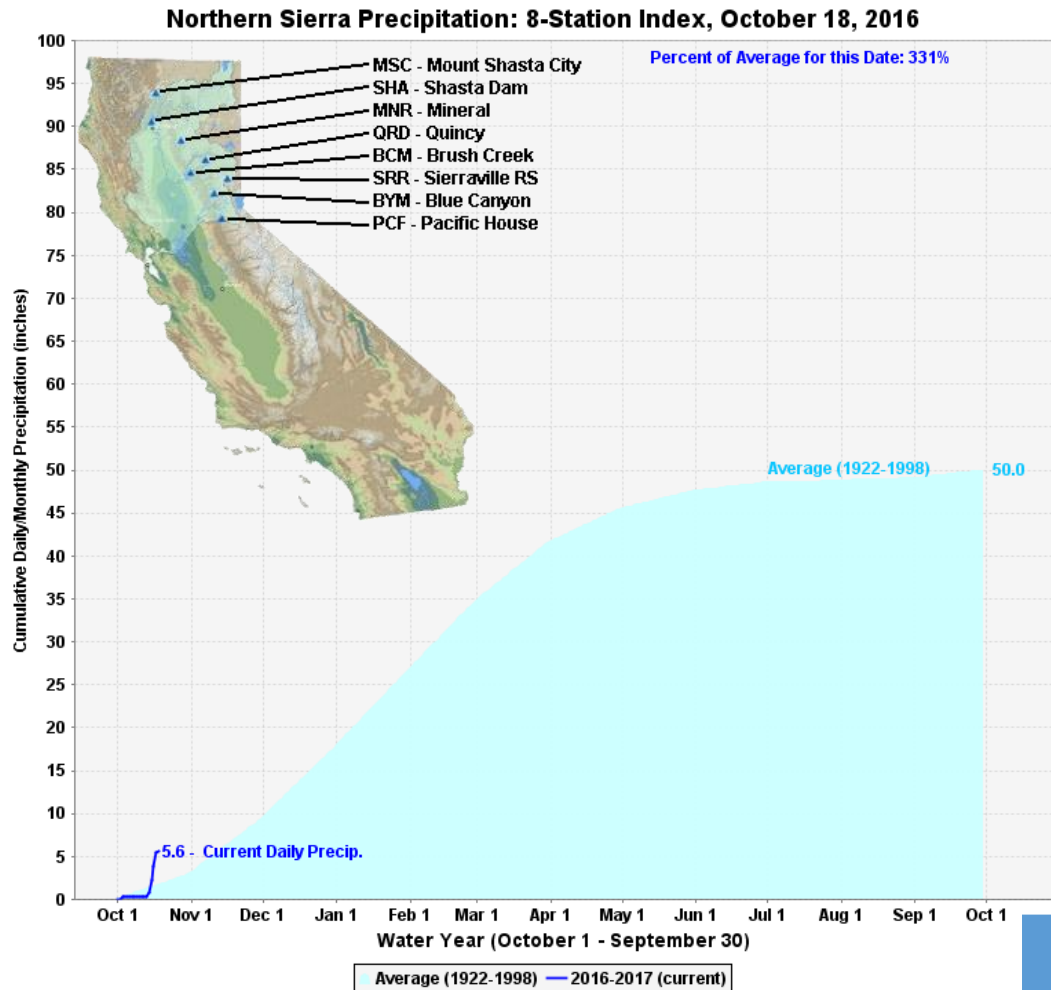 Northern Sierra Precipitation: 8-Station Index, October 18, 2016
Percent of Average for this Date: 331%
MSC - Mount Shasta City
SHA - Shasta Dam
MNR - Mineral
QRD - Quincy
BCM - Brush Creek
SRR - Sierraville RS
BYM - Blue Canyon
PCF - Pacific House
Cumulative Daily/Monthly Precipitation (inches)
100
95
90
85
80
75
70
65
60
55
50
45
40
35
30
25
20
15
10
5
0
Average (1922-1998)
50.0
5.6 - Current Daily Precip.
Oct 1 Nov 1 Dec 1 Jan 1 Feb 1 Mar 1 Apr 1 May 1 Jun 1 Jul 1 Aug 1 Sep 1 Oct 1
Water Year (October 1 - September 30)
Average (1922-1998) 2016-2017 (current)